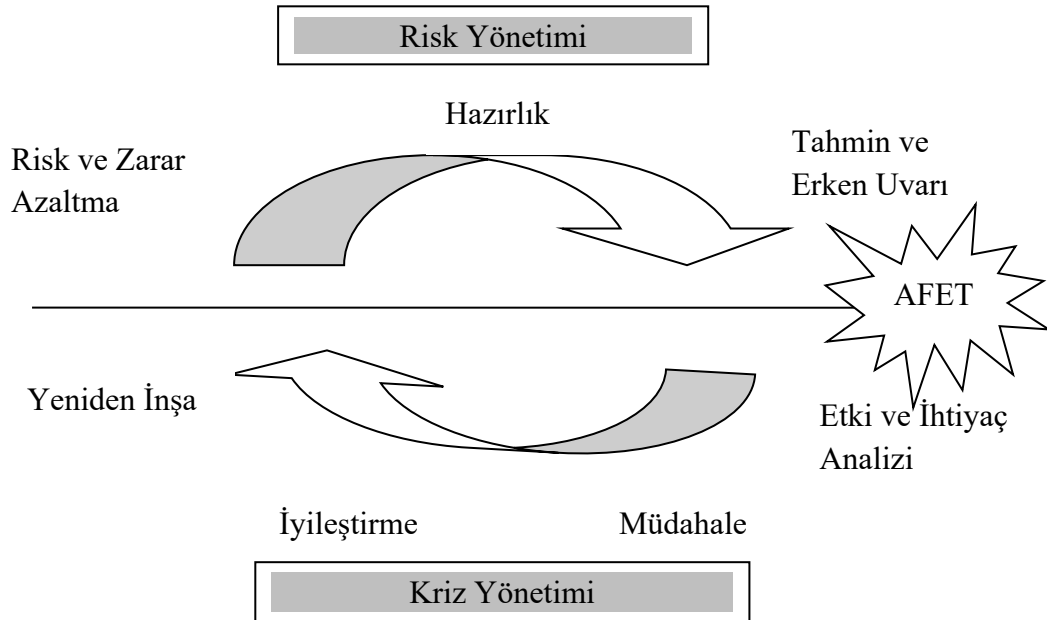 Risk Yönetimi
Hazırlık
Risk ve Zarar
Azaltma
Tahmin ve
Erken Uvarı
AFET
Yeniden İnşa
Etki ve İhtiyaç
Analizi
İyileştirme
Müdahale
Kriz Yönetimi